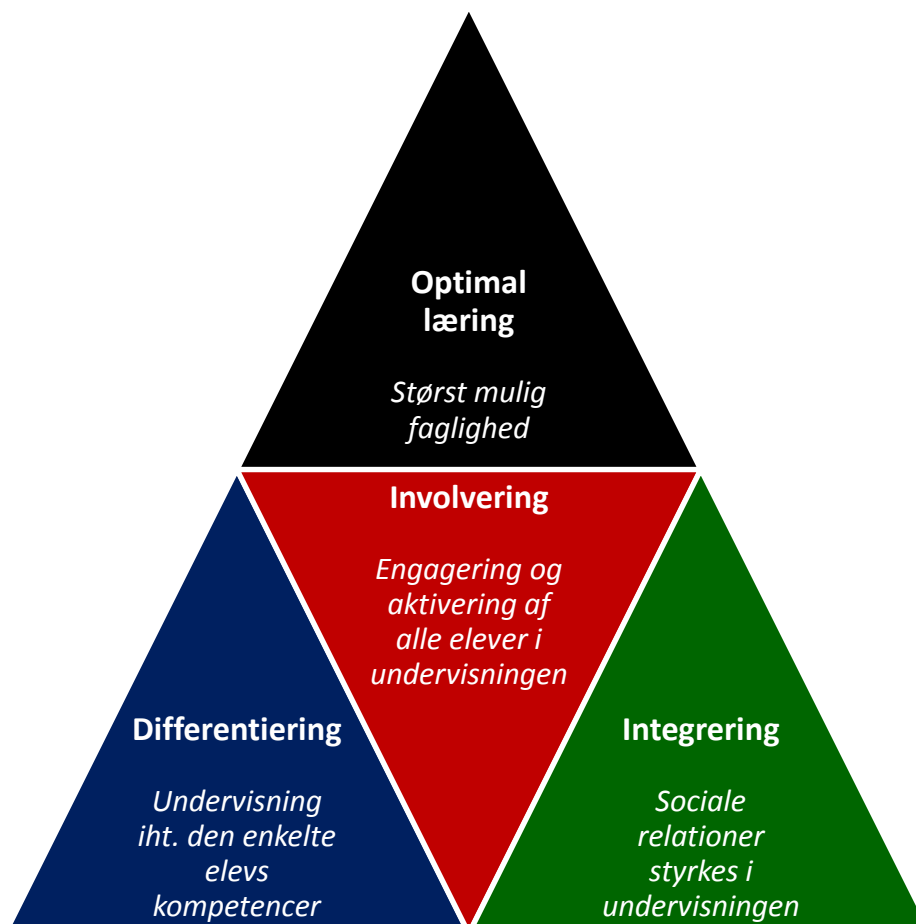 Optimal
læring
Størst mulig
faglighed
Involvering
Engagering og
aktivering af
alle elever i
undervisningen
Differentiering
Undervisning
iht. den enkelte
elevs
kompetencer
Integrering
Sociale
relationer
styrkes i
undervisningen